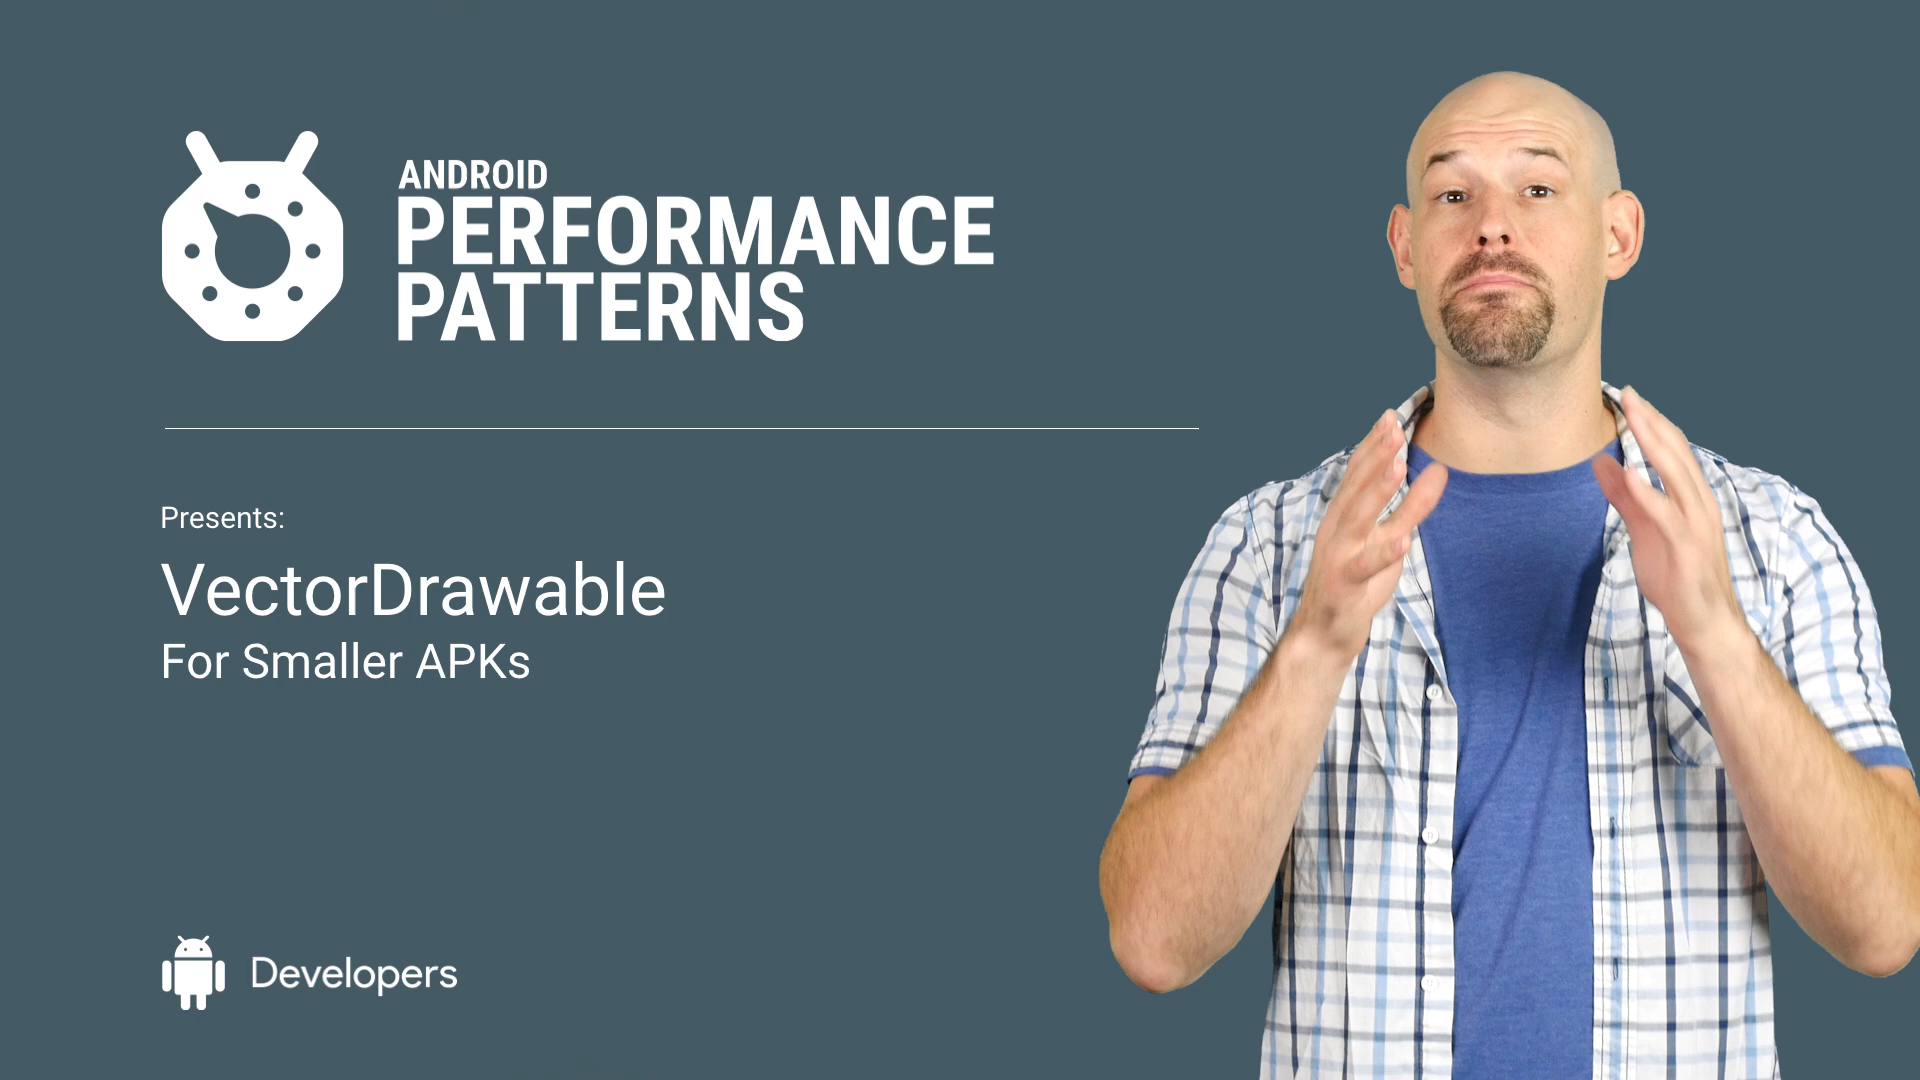 ANDROID
PERFORMANCE
PATTERNS
Presents:
VectorDrawable
For Smaller APKs
Developers